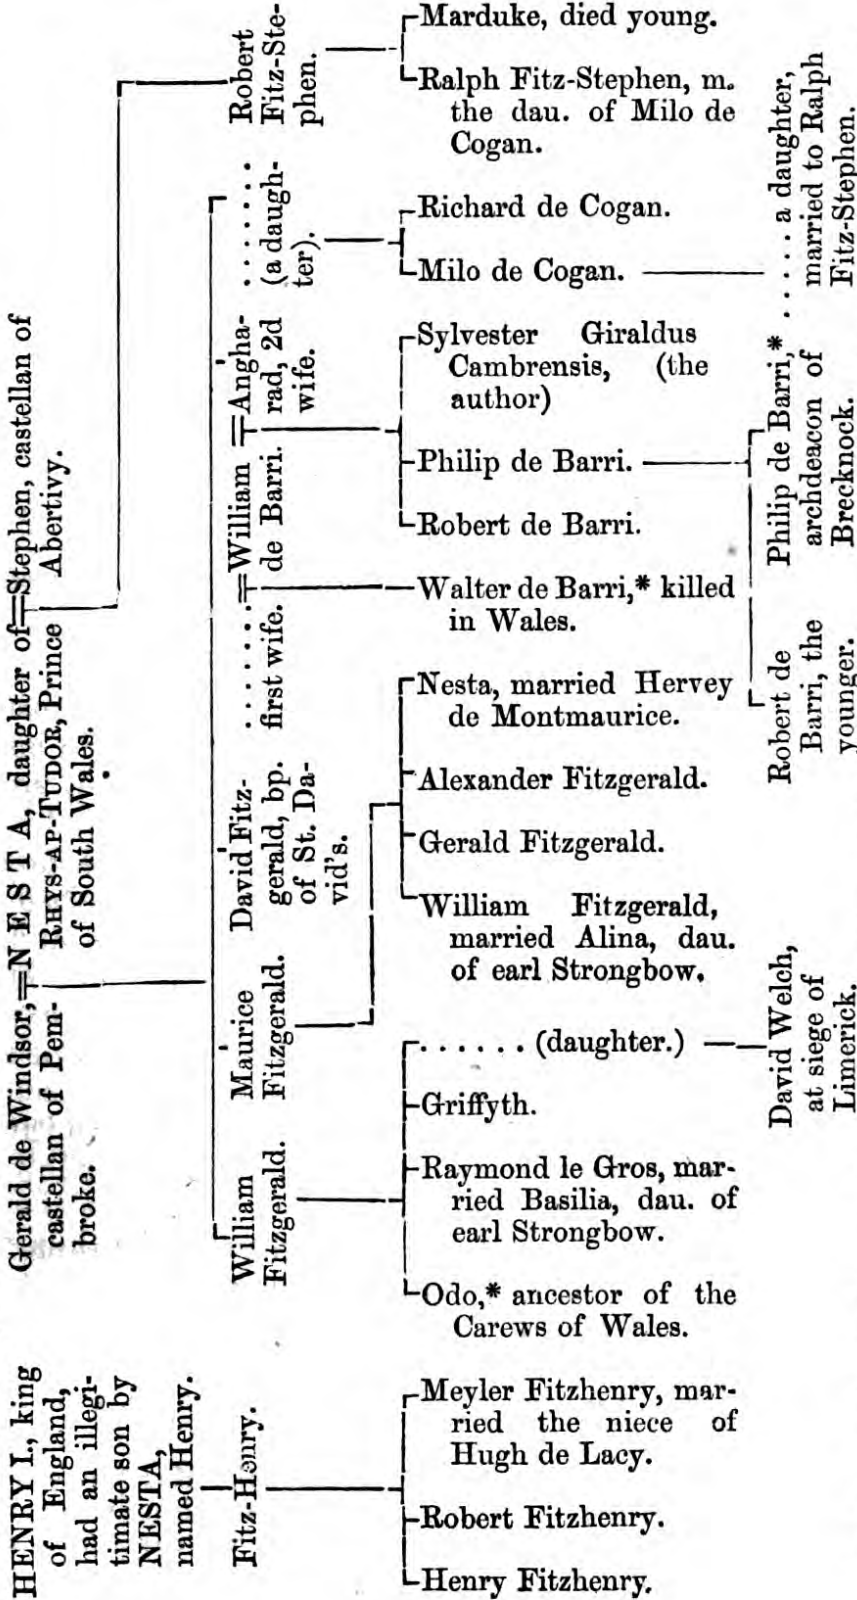 HENRY I., king
of England,
had an illegi-
timate son by
NESTA,
named Henry.
Fitz-Henry.
Meyler Fitzhenry, mar-
ried the niece of
Hugh de Lacy.
Robert Fitzhenry.
Henry Fitzhenry.
Gerald de Windsor,=NESTA, daughter of=Stephen, castellan of
castellan of Pem-
broke.
RHYS-AP-TUDOR, Prince
of South Wales.
Abertivy.
William
Fitzgerald.
Maurice
Fitzgerald.
David Fitz-
gerald, bp.
of St. Da-
vid's.
.......
first wife.
=William
de Barri.
=Angha-
rad, 2d
wife.
.......
(a daugh-
ter).
Robert
Fitz-Ste-
phen.
Marduke, died young.
Ralph Fitz-Stephen, m.
the dau. of Milo de
Cogan.
Richard de Cogan.
Milo de Cogan.
Sylvester Giraldus
Cambrensis, (the
author)
Philip de Barri.
Robert de Barri.
Walter de Barri,* killed
in Wales.
Nesta, married Hervey
de Montmaurice.
Alexander Fitzgerald.
Gerald Fitzgerald.
William Fitzgerald,
married Alina, dau.
of earl Strongbow.
...... (daughter.)
Griffyth.
Raymond le Gros, mar-
ried Basilia, dau. of
earl Strongbow.
Odo,* ancestor of the
Carews of Wales.
David Welch,
at siege of
Limerick.
Robert de
Barri, the
younger.
Philip de Barri,*
archdeacon of
Brecknock.
...... a daughter,
married to Ralph
Fitz-Stephen.